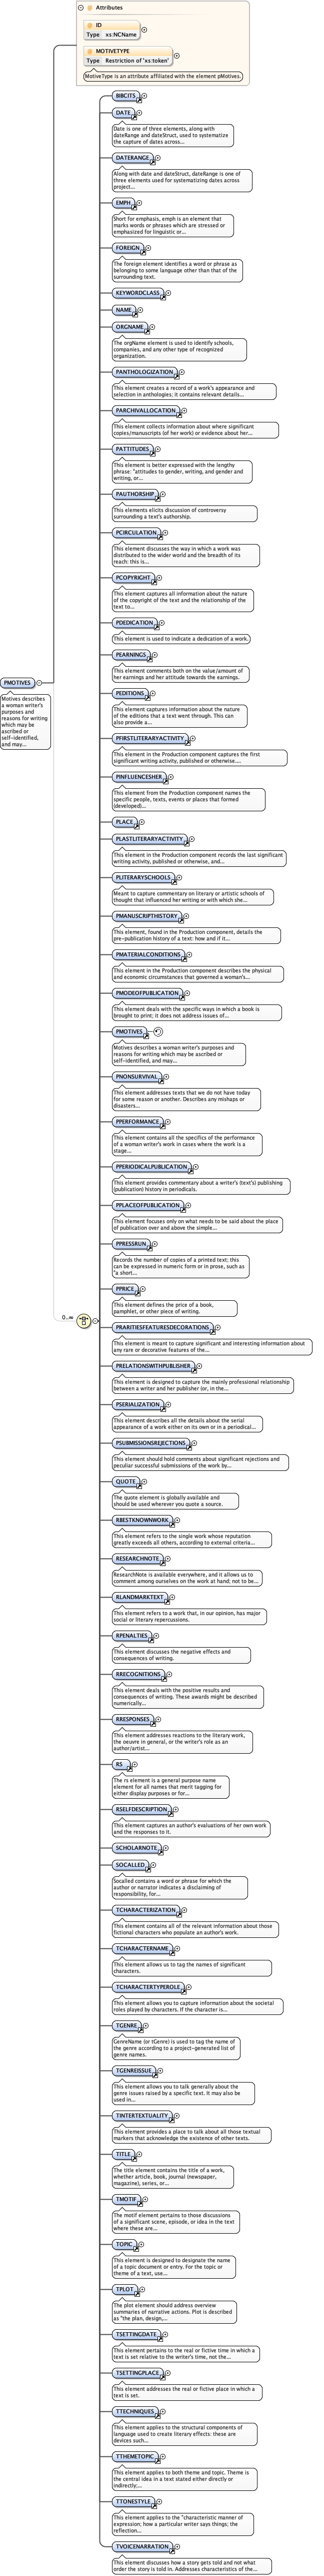 Attributes
ID
Type xs:NCName
MOTIVETYPE
Type Restriction of 'xs:token'
MotiveType is an attribute affiliated with the element pMotives.
PMOTIVES
Motives describes
a woman writer's
purposes and
reasons for writing
which may be
ascribed or
self-identified,
and may...
0..∞
BIBCITS
DATE
Date is one of three elements, along with
dateRange and dateStruct, used to systematize
the capture of dates across...
DATERANGE
Along with date and dateStruct, dateRange is one of
three elements used for systematizing dates across
project...
EMPH
Short for emphasis, emph is an element that
marks words or phrases which are stressed or
emphasized for linguistic or...
FOREIGN
The foreign element identifies a word or phrase as
belonging to some language other than that of the
surrounding text.
KEYWORDCLASS
NAME
ORGNAME
The orgName element is used to identify schools,
companies, and any other type of recognized
organization.
PANTHOLOGIZATION
This element creates a record of a work's appearance and
selection in anthologies; it contains relevant details...
PARCHIVALLOCATION
This element collects information about where significant
copies/manuscripts (of her work) or evidence about her...
PATTITUDES
This element is better expressed with the lengthy
phrase: "attitudes to gender, writing, and gender and
writing, or...
PAUTHORSHIP
This elements elicits discussion of controversy
surrounding a text's authorship.
PCIRCULATION
This element discusses the way in which a work was
distributed to the wider world and the breadth of its
reach: this is...
PCOPYRIGHT
This element captures all information about the nature
of the copyright of the text and the relationship of the
text to...
PDEDICATION
This element is used to indicate a dedication of a work.
PEARNINGS
This element comments both on the value/amount of
her earnings and her attitude towards the earnings.
PEDITIONS
This element captures information about the nature
of the editions that a text went through. This can
also provide a...
PFIRSTLITERARYACTIVITY
This element in the Production component captures the first
significant writing activity, published or otherwise....
PINFLUENCESHER
This element from the Production component names the
specific people, texts, events or places that formed
(developed)...
PLACE
PLASTLITERARYACTIVITY
This element in the Production component records the last significant
writing activity, published or otherwise, and...
PLITERARYSCHOOLS
Meant to capture commentary on literary or artistic schools of
thought that influenced her writing or with which she...
PMANUSCRIPTHISTORY
This element, found in the Production component, details the
pre-publication history of a text: how and if it...
PMATERIALCONDITIONS
This element in the Production component describes the physical
and economic circumstances that governed a woman's...
PMODEOFPUBLICATION
This element deals with the specific ways in which a book is
brought to print; it does not address issues of...
PMOTIVES
Motives describes a woman writer's purposes and
reasons for writing which may be ascribed or
self-identified, and may...
PNONSURVIVAL
This element addresses texts that we do not have today
for some reason or another. Describes any mishaps or
disasters...
PPERFORMANCE
This element contains all the specifics of the performance
of a woman writer's work in cases where the work is a
stage...
PPERIODICALPUBLICATION
This element provides commentary about a writer's (text's) publishing
(publication) history in periodicals.
PPLACEOFPUBLICATION
This element focuses only on what needs to be said about the place
of publication over and above the simple...
PPRESSRUN
Records the number of copies of a printed text; this
can be expressed in numeric form or in prose, such as
"a short...
PPRICE
This element defines the price of a book,
pamphlet, or other piece of writing.
PRARITIESFEATURESDECORATIONS
This element is meant to capture significant and interesting information about
any rare or decorative features of the...
PRELATIONSWITHPUBLISHER
This element is designed to capture the mainly professional relationship
between a writer and her publisher (or, in the...
PSERIALIZATION
This element describes all the details about the serial
appearance of a work either on its own or in a periodical...
PSUBMISSIONSREJECTIONS
This element should hold comments about significant rejections and
peculiar successful submissions of the work by...
QUOTE
The quote element is globally available and
should be used wherever you quote a source.
RBESTKNOWNWORK
This element refers to the single work whose reputation
greatly exceeds all others, according to external criteria...
RESEARCHNOTE
ResearchNote is available everywhere, and it allows us to
comment among ourselves on the work at hand; not to be...
RLANDMARKTEXT
This element refers to a work that, in our opinion, has major
social or literary repercussions.
RPENALTIES
This element discusses the negative effects and
consequences of writing.
RRECOGNITIONS
This element deals with the positive results and
consequences of writing. These awards might be described
numerically...
RRESPONSES
This element addresses reactions to the literary work,
the oeuvre in general, or the writer's role as an
author/artist...
RS
The rs element is a general purpose name
element for all names that merit tagging for
either display purposes or for...
RSELFDESCRIPTION
This element captures an author's evaluations of her own work
and the responses to it.
SCHOLARNOTE
SOCALLED
Socalled contains a word or phrase for which the
author or narrator indicates a disclaiming of
responsibility, for...
TCHARACTERIZATION
This element contains all of the relevant information about those
fictional characters who populate an author's work.
TCHARACTERNAME
This element allows us to tag the names of significant
characters.
TCHARACTERTYPEROLE
This element allows you to capture information about the societal
roles played by characters. If the character is...
TGENRE
GenreName (or tGenre) is used to tag the name of
the genre according to a project-generated list of
genre names.
TGENREISSUE
This element allows you to talk generally about the
genre issues raised by a specific text. It may also be
used in...
TINTERTEXTUALITY
This element provides a place to talk about all those textual
markers that acknowledge the existence of other texts.
TITLE
The title element contains the title of a work,
whether article, book, journal (newspaper,
magazine), series, or...
TMOTIF
The motif element pertains to those discussions
of a significant scene, episode, or idea in the text
where these are...
TOPIC
This element is designed to designate the name
of a topic document or entry. For the topic or
theme of a text, use...
TPLOT
The plot element should address overview
summaries of narrative actions. Plot is described
as "the plan, design,...
TSETTINGDATE
This element pertains to the real or fictive time in which a
text is set relative to the writer's time, not the...
TSETTINGPLACE
This element addresses the real or fictive place in which a
text is set.
TTECHNIQUES
This element applies to the structural components of
language used to create literary effects: these are
devices such...
TTHEMETOPIC
This element applies to both theme and topic. Theme is
the central idea in a text stated either directly or
indirectly;...
TTONESTYLE
This element applies to the "characteristic manner of
expression; how a particular writer says things; the
reflection...
TVOICENARRATION
This element discusses how a story gets told and not what
order the story is told in. Addresses characteristics of the...